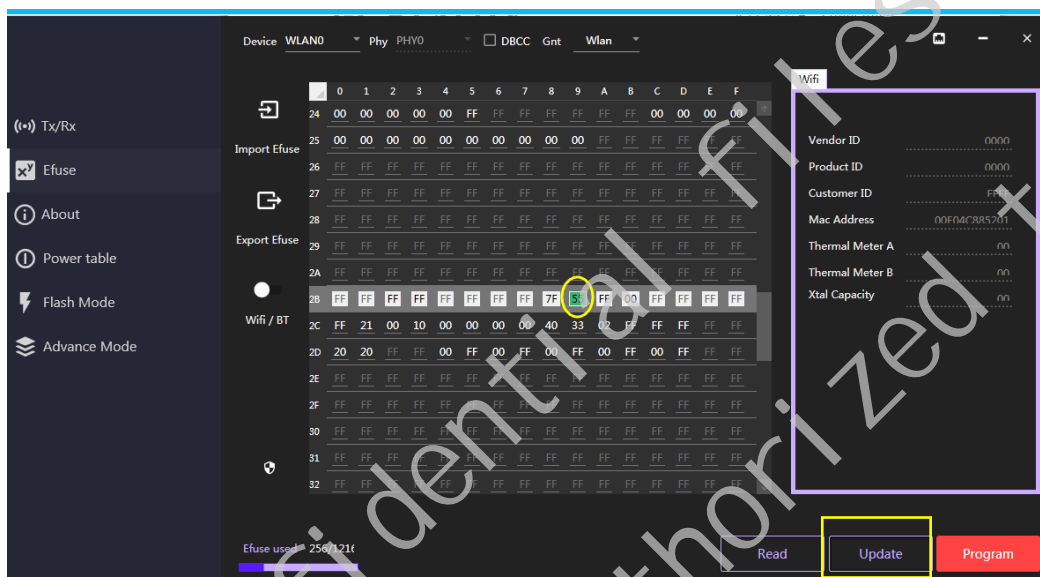 Device WLAN0 Phy PHY0 DBCC Gnt Wlan
Wifi
Tx/Rx
Efuse
About
Power table
Flash Mode
Advance Mode
Import Efuse
Export Efuse
Wifi / BT
0 1 2 3 4 5 6 7 8 9 A B C D E F
24 00 00 00 00 00 FF FF FF FF FF FF FF 00 00 00 00
25 00 00 00 00 00 00 00 00 00 00 FF FF FF FF FF FF
26 FF FF FF FF FF FF FF FF FF FF FF FF FF FF FF FF
27 FF FF FF FF FF FF FF FF FF FF FF FF FF FF FF FF
28 FF FF FF FF FF FF FF FF FF FF FF FF FF FF FF FF
29 FF FF FF FF FF FF FF FF FF FF FF FF FF FF FF FF
2A FF FF FF FF FF FF FF FF FF FF FF FF FF FF FF FF
2B FF FF FF FF FF FF FF FF 7F FF 00 FF FF FF FF
2C FF 21 00 10 00 00 00 00 40 33 02 FF FF FF FF FF
2D 20 20 FF FF 00 FF 00 FF 00 FF 00 FF 00 FF FF FF
2E FF FF FF FF FF FF FF FF FF FF FF FF FF FF FF FF
2F FF FF FF FF FF FF FF FF FF FF FF FF FF FF FF FF
30 FF FF FF FF FF FF FF FF FF FF FF FF FF FF FF FF
31 FF FF FF FF FF FF FF FF FF FF FF FF FF FF FF FF
32 FF FF FF FF FF FF FF FF FF FF FF FF FF FF FF FF
Vendor ID 0000
Product ID 0000
Customer ID FFFF
Mac Address 00E04C885201
Thermal Meter A 00
Thermal Meter B 00
Xtal Capacity 00
Efuse used
Read
Update
Program
fidential files
thorized t